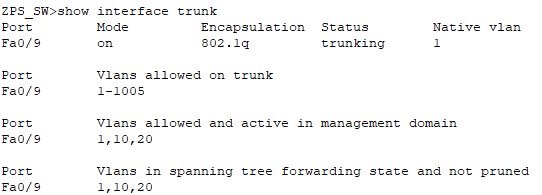 ZPS_SW>show interface trunk
Port Mode Encapsulation Status Native vlan
Fa0/9 on 802.1q trunking 1
Port Vlans allowed on trunk
Fa0/9 1-1005
Port Vlans allowed and active in management domain
Fa0/9 1,10,20
Port Vlans in spanning tree forwarding state and not pruned
Fa0/9 1,10,20